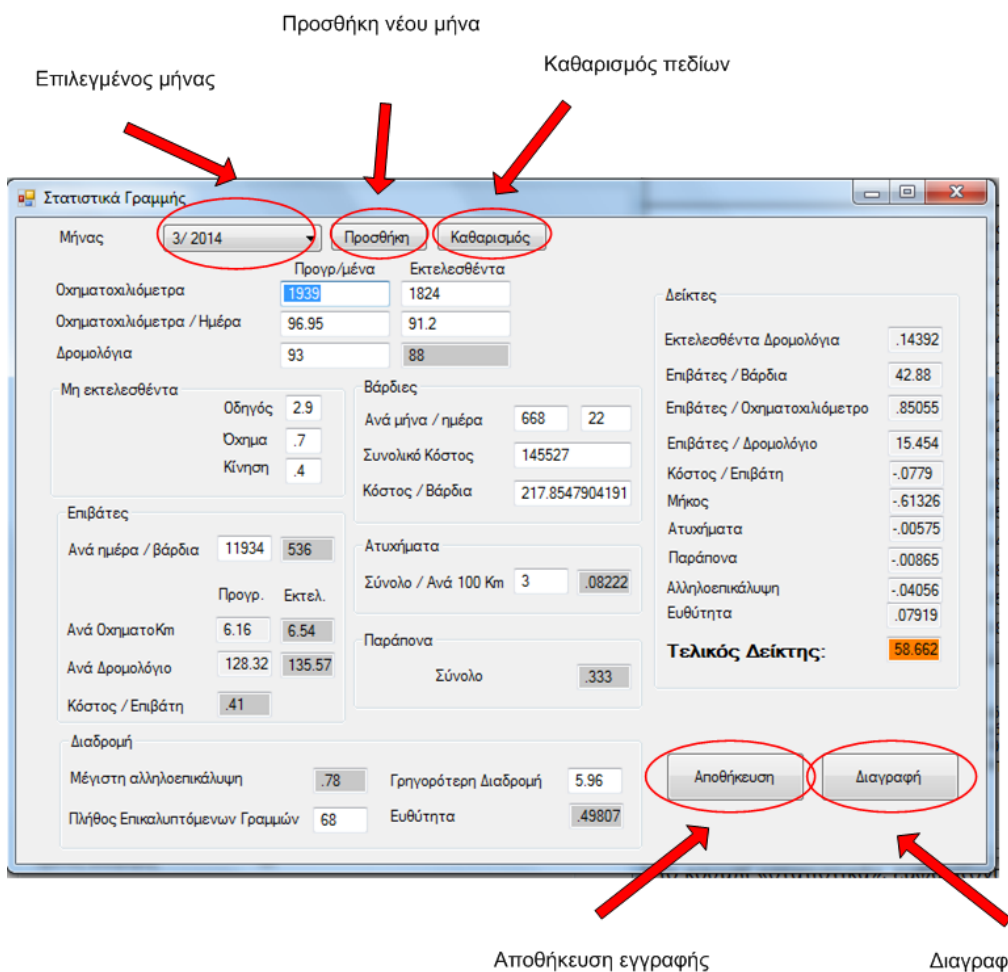 Προσθήκη νέου μήνα
Επιλεγμένος μήνας
Καθαρισμός πεδίων
Στατιστικά Γραμμής
Μήνας 3/ 2014 Προσθήκη Καθαρισμός
Προγρ/μένα Εκτελεσθέντα
Οχηματοχιλιόμετρα 1939 1824
Οχηματοχιλιόμετρα / Ημέρα 96.95 91.2
Δρομολόγια 93 88
Μη εκτελεσθέντα
Οδηγός 2.9
Όχημα .7
Κίνηση .4
Βάρδιες
Ανά μήνα / ημέρα 668 22
Συνολικό Κόστος 145527
Κόστος / Βάρδια 217.8547904191
Επιβάτες
Ανά ημέρα / βάρδια 11934 536
Προγρ. Εκτελ.
Ανά ΟχηματοKm 6.16 6.54
Ανά Δρομολόγιο 128.32 135.57
Κόστος / Επιβάτη .41
Ατυχήματα
Σύνολο / Ανά 100 Km 3 .08222
Παράπονα
Σύνολο .333
Δείκτες
Εκτελεσθέντα Δρομολόγια .14392
Επιβάτες / Βάρδια 42.88
Επιβάτες / Οχηματοχιλιόμετρο .85055
Επιβάτες / Δρομολόγιο 15.454
Κόστος / Επιβάτη -.0779
Μήκος -.61326
Ατυχήματα -.00575
Παράπονα -.00865
Αλληλοεπικάλυψη -.04056
Ευθύτητα .07919
Τελικός Δείκτης: 58.662
Διαδρομή
Μέγιστη αλληλοεπικάλυψη .78 Γρηγορότερη Διαδρομή 5.96
Πλήθος Επικαλυπτόμενων Γραμμών 68 Ευθύτητα .49807
Αποθήκευση Διαγραφή
Αποθήκευση εγγραφής
Διαγραφ